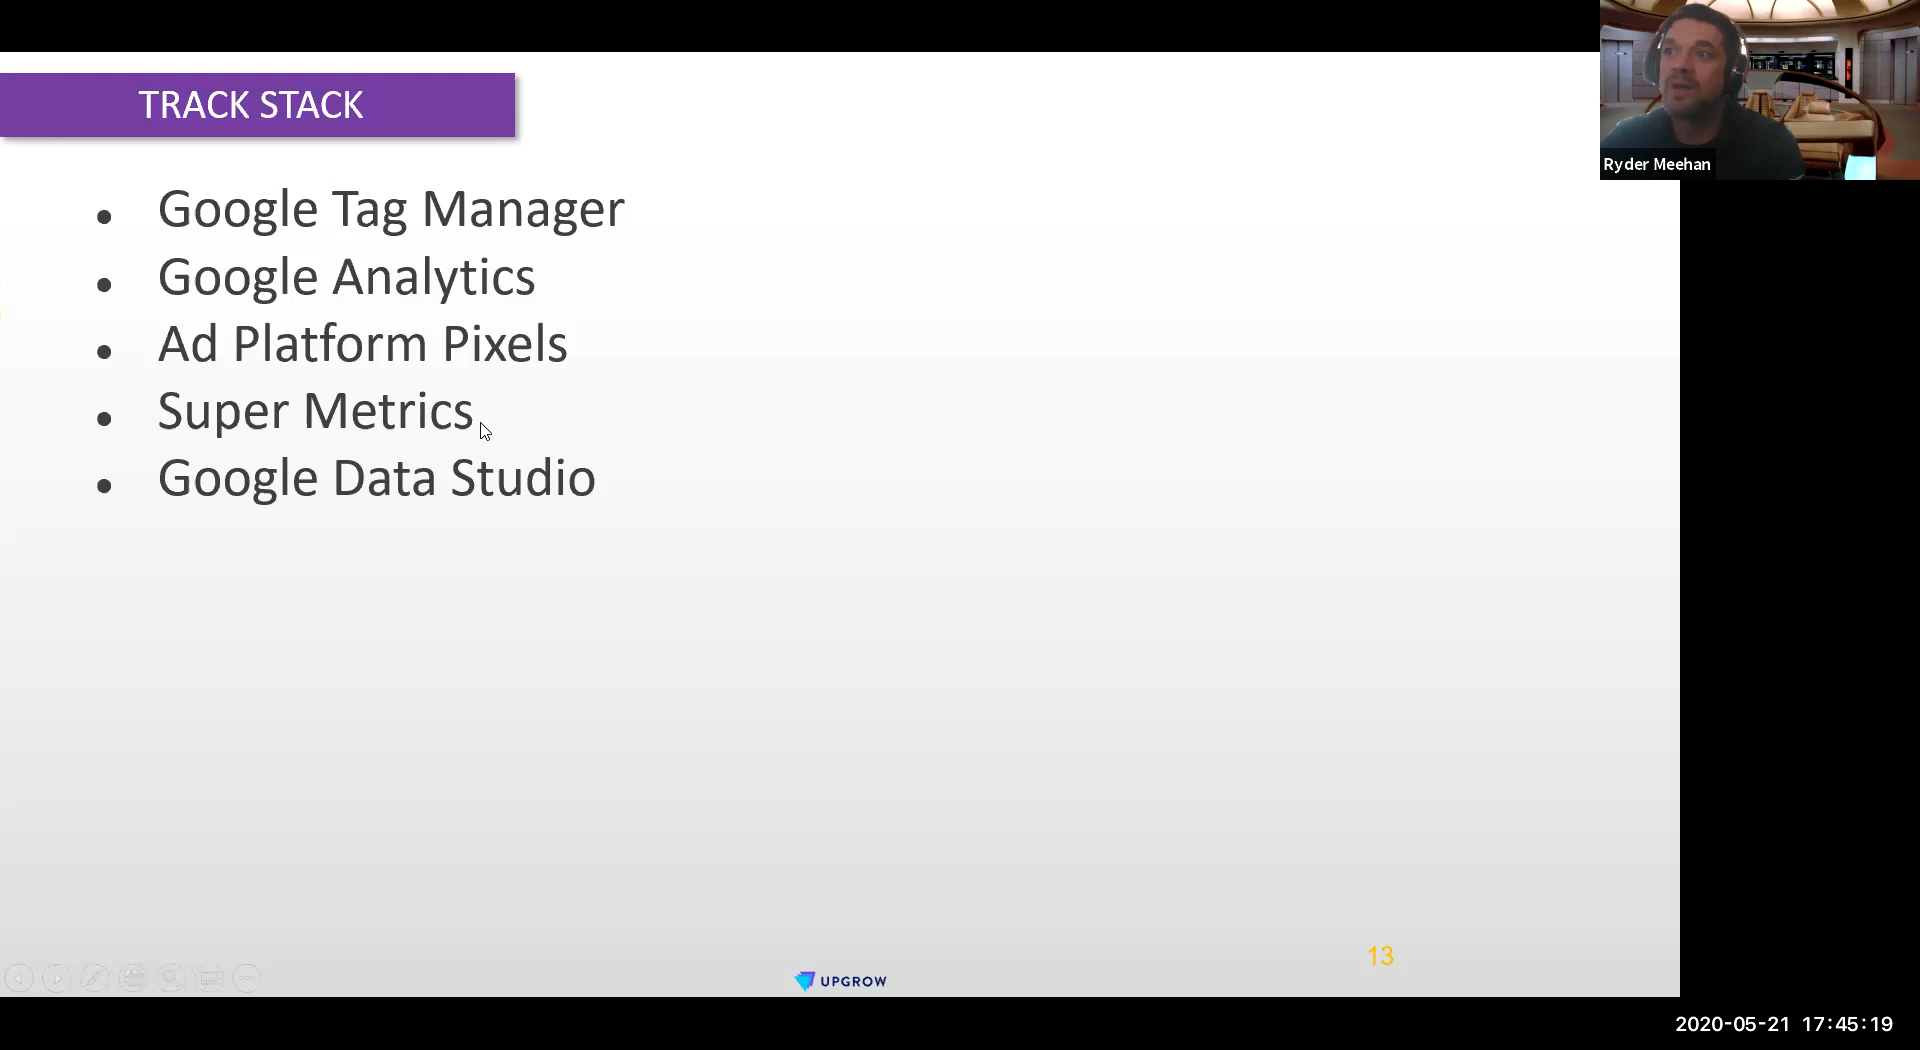 TRACK STACK
Ryder Meehan
Google Tag Manager
Google Analytics
Ad Platform Pixels
Super Metrics
Google Data Studio
13
UPGROW
2020-05-21 17:45:19